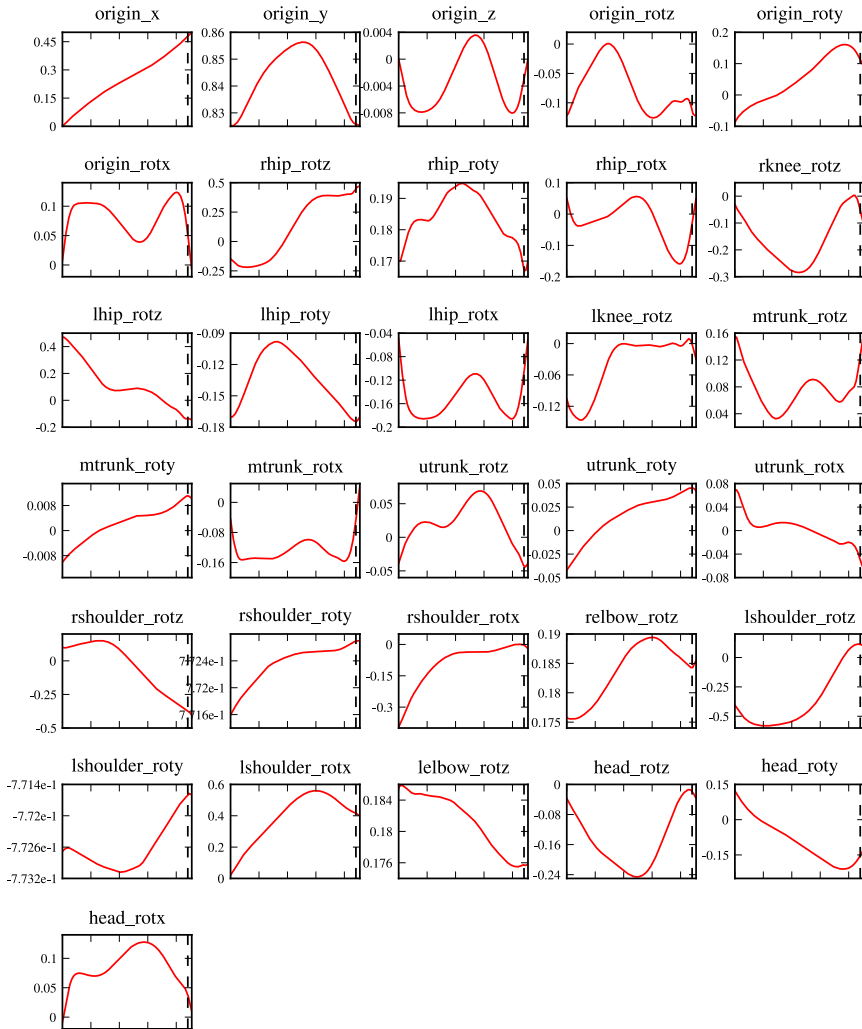 origin_x origin_y origin_z origin_rotz origin_roty
0.45 0.3 0.15 0
0.86 0.85 0.84 0.83
0.004 0 -0.004 -0.008
0 -0.05 -0.1
0.2 0.1 0 -0.1
origin_rotx rhip_rotz rhip_roty rhip_rotx rknee_rotz
0.1 0.05 0
0.5 0.25 0 -0.25
0.19 0.18 0.17
0.1 0 -0.1 -0.2
0 -0.1 -0.2 -0.3
lhip_rotz lhip_roty lhip_rotx lknee_rotz mtrunk_rotz
0.4 0.2 0 -0.2
-0.09 -0.12 -0.15 -0.18
-0.04 -0.08 -0.12 -0.16 -0.2
0 -0.06 -0.12
0.16 0.12 0.08 0.04
mtrunk_roty mtrunk_rotx utrunk_rotz utrunk_roty utrunk_rotx
0.008 0 -0.008
0 -0.08 -0.16
0.05 0 -0.05
0.05 0.025 0 -0.025 -0.05
0.08 0.04 0 -0.04 -0.08
rshoulder_rotz rshoulder_roty rshoulder_rotx relbow_rotz lshoulder_rotz
0 -0.25 -0.5
7.724e-1 7.72e-1 7.716e-1
0 -0.15 -0.3
0.19 0.185 0.18 0.175
0 -0.25 -0.5
lshoulder_roty lshoulder_rotx lelbow_rotz head_rotz head_roty
-7.714e-1 -7.72e-1 -7.726e-1 -7.732e-1
0.6 0.4 0.2 0
0.184 0.18 0.176
0 -0.08 -0.16 -0.24
0.15 0 -0.15
head_rotx
0.1 0.05 0